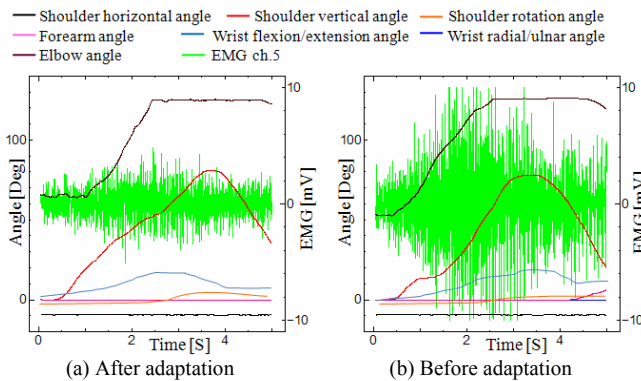 Shoulder horizontal angle Shoulder vertical angle Shoulder rotation angle
Forearm angle Wrist flexion/extension angle Wrist radial/ulnar angle
Elbow angle EMG ch.5
Angle [Deg]
100
50
0
10
-0
-10
EMG [mV]
0 2 4
Time [S]
(a) After adaptation
Angle [Deg]
100
50
0
10
-0
-10
EMG [mV]
0 2 4
Time [S]
(b) Before adaptation